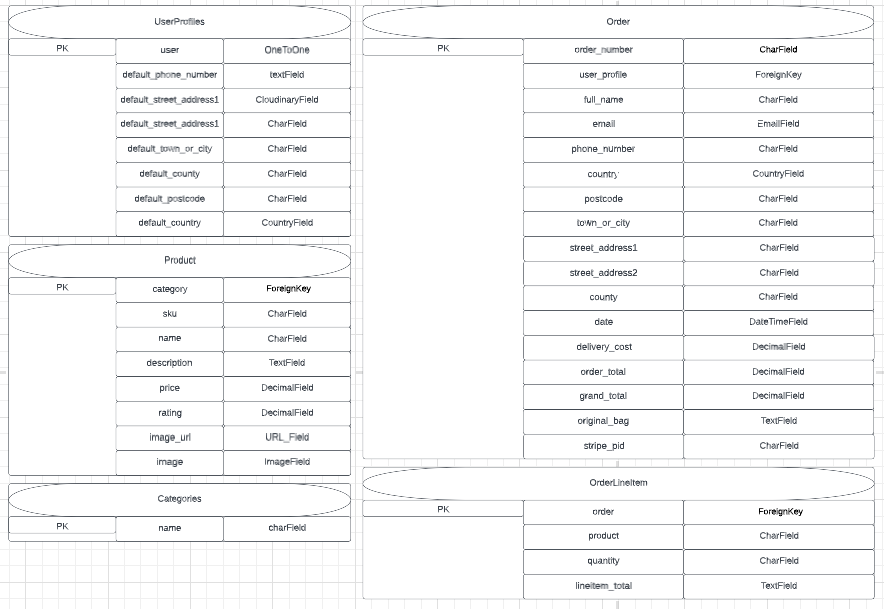 UserProfiles
PK user OneToOne
default_phone_number textField
default_street_address1 CloudinaryField
default_street_address1 CharField
default_town_or_city CharField
default_county CharField
default_postcode CharField
default_country CountryField
Product
PK category ForeignKey
sku CharField
name CharField
description TextField
price DecimalField
rating DecimalField
image_url URL_Field
image ImageField
Categories
PK name charField
Order
PK order_number CharField
user_profile ForeignKey
full_name CharField
email EmailField
phone_number CharField
country CountryField
postcode CharField
town_or_city CharField
street_address1 CharField
street_address2 CharField
county CharField
date DateTimeField
delivery_cost DecimalField
order_total DecimalField
grand_total DecimalField
original_bag TextField
stripe_pid CharField
OrderLineItem
PK order ForeignKey
product CharField
quantity CharField
lineitem_total TextField